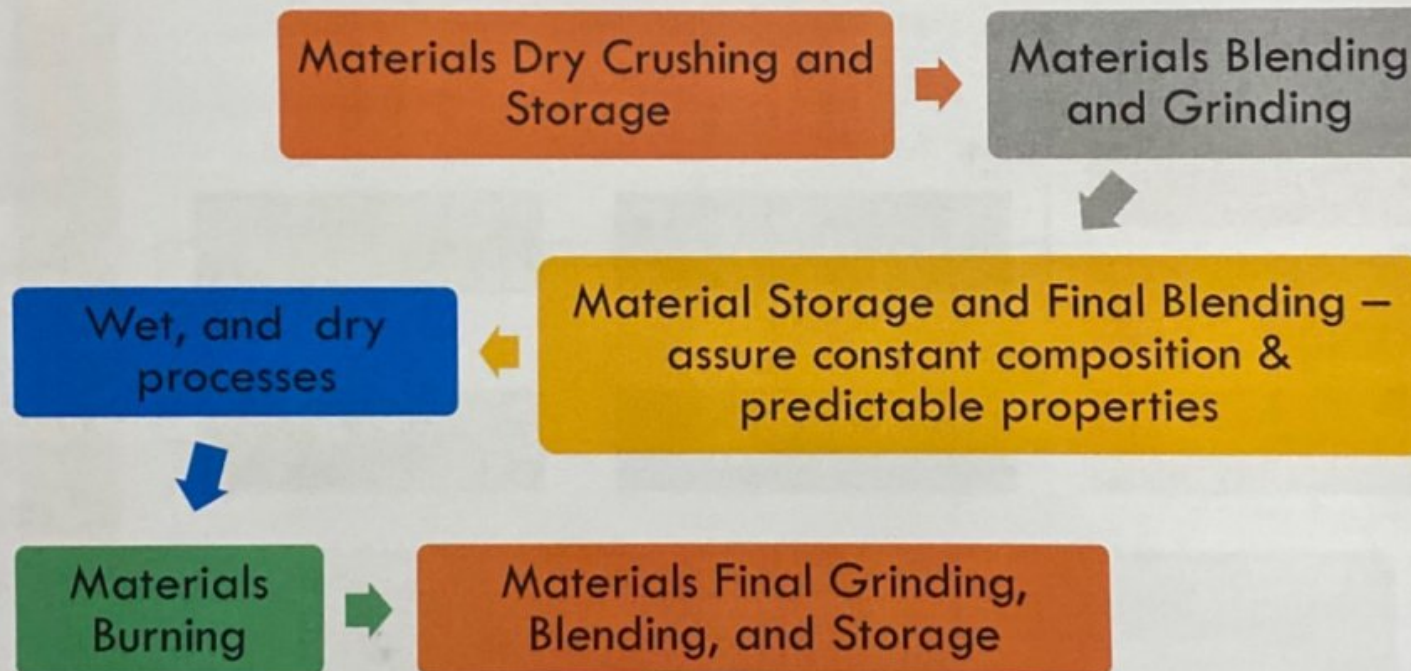 Materials Dry Crushing and
Storage
Materials Blending
and Grinding
Material Storage and Final Blending –
assure constant composition &
predictable properties
Wet, and dry
processes
Materials
Burning
Materials Final Grinding,
Blending, and Storage